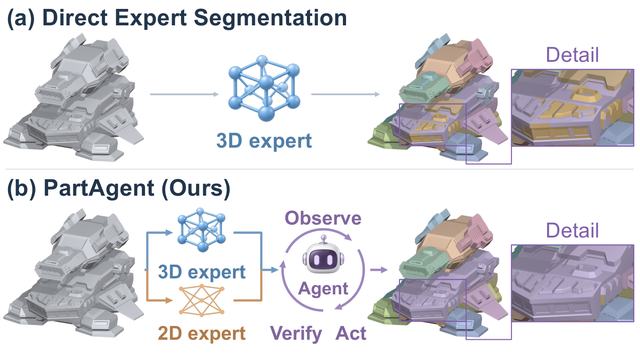 (a) Direct Expert Segmentation
Detail
3D expert
(b) PartAgent (Ours)
Observe
Detail
3D expert
Agent
2D expert
Verify Act